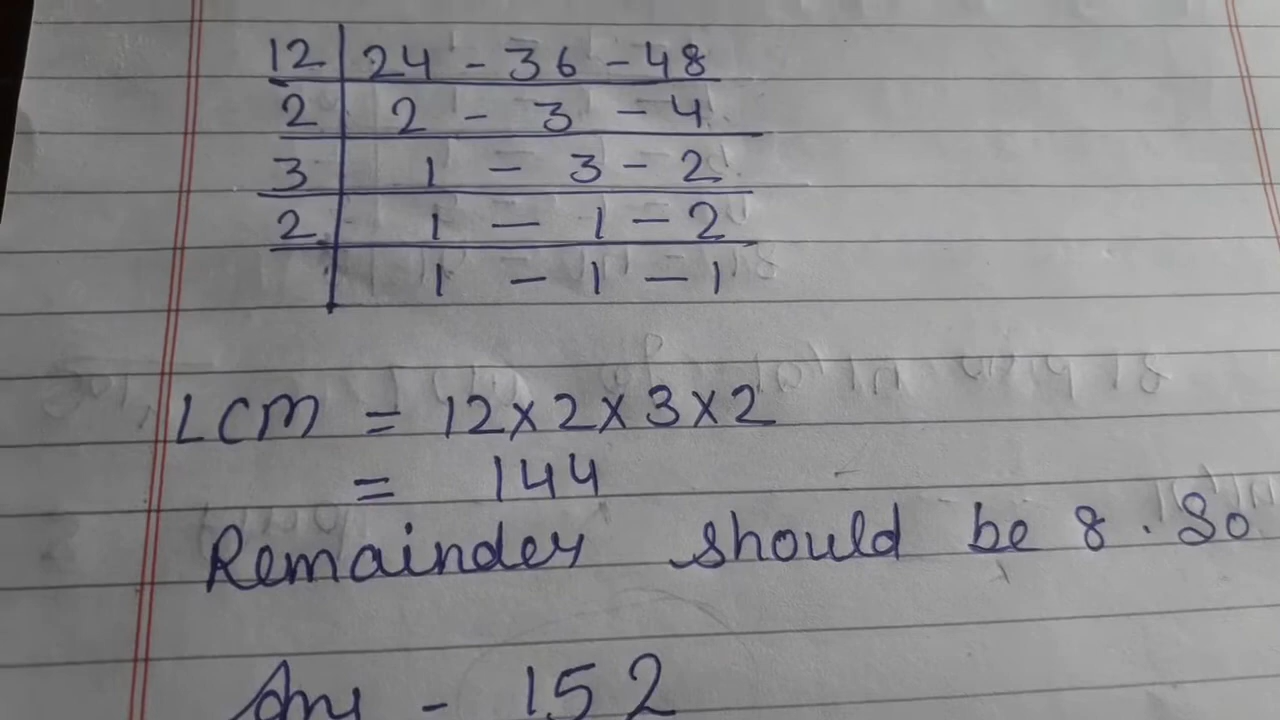 12 | 24 - 36 - 48
2 | 2 - 3 - 4
3 | 1 - 3 - 2
2 | 1 - 1 - 2
| 1 - 1 - 1
LCM = 12×2×3×2
= 144
Remainder should be 8. So
Ans - 152